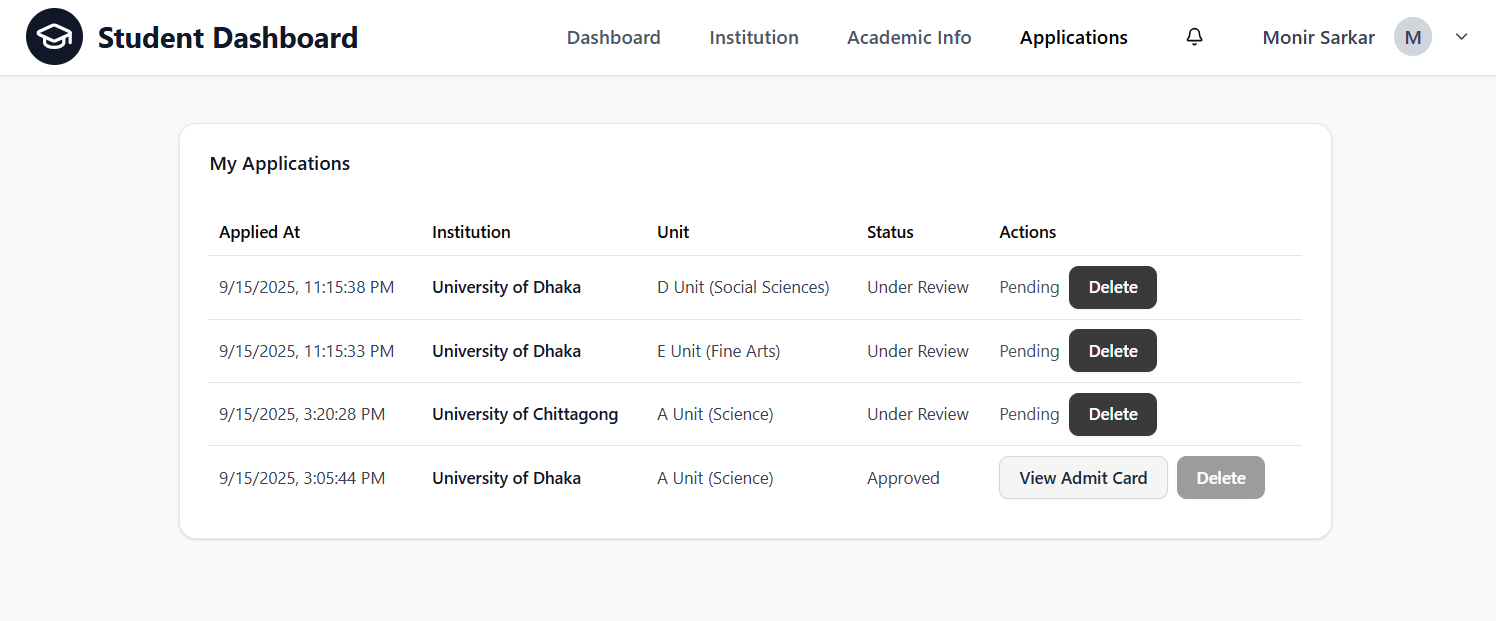 Student Dashboard Dashboard Institution Academic Info Applications Monir Sarkar M
My Applications
Applied At Institution Unit Status Actions
9/15/2025, 11:15:38 PM University of Dhaka D Unit (Social Sciences) Under Review Pending Delete
9/15/2025, 11:15:33 PM University of Dhaka E Unit (Fine Arts) Under Review Pending Delete
9/15/2025, 3:20:28 PM University of Chittagong A Unit (Science) Under Review Pending Delete
9/15/2025, 3:05:44 PM University of Dhaka A Unit (Science) Approved View Admit Card Delete